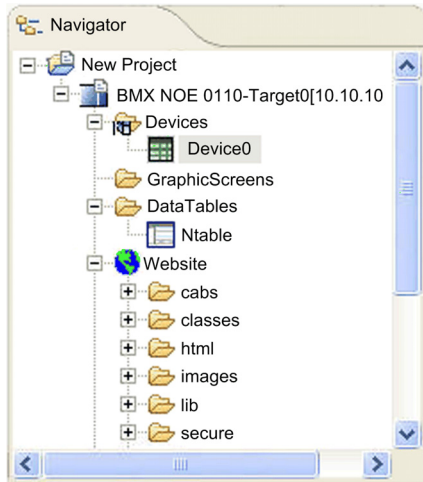 Navigator
New Project
BMX NOE 0110-Target0[10.10.10
Devices
Device0
GraphicScreens
DataTables
Ntable
Website
cabs
classes
html
images
lib
secure